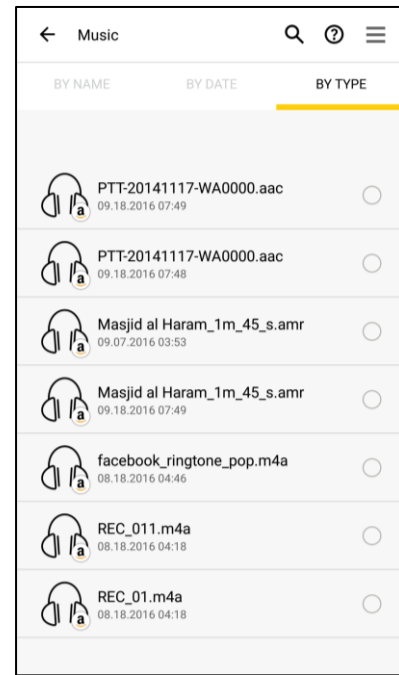 Music
BY NAME BY DATE BY TYPE
PTT-20141117-WA0000.aac
09.18.2016 07:49
a
PTT-20141117-WA0000.aac
09.18.2016 07:48
a
Masjid al Haram_1m_45_s.amr
09.07.2016 03:53
a
Masjid al Haram_1m_45_s.amr
09.18.2016 07:49
a
facebook_ringtone_pop.m4a
08.18.2016 04:46
a
REC_011.m4a
08.18.2016 04:18
a
REC_01.m4a
08.18.2016 04:18
a